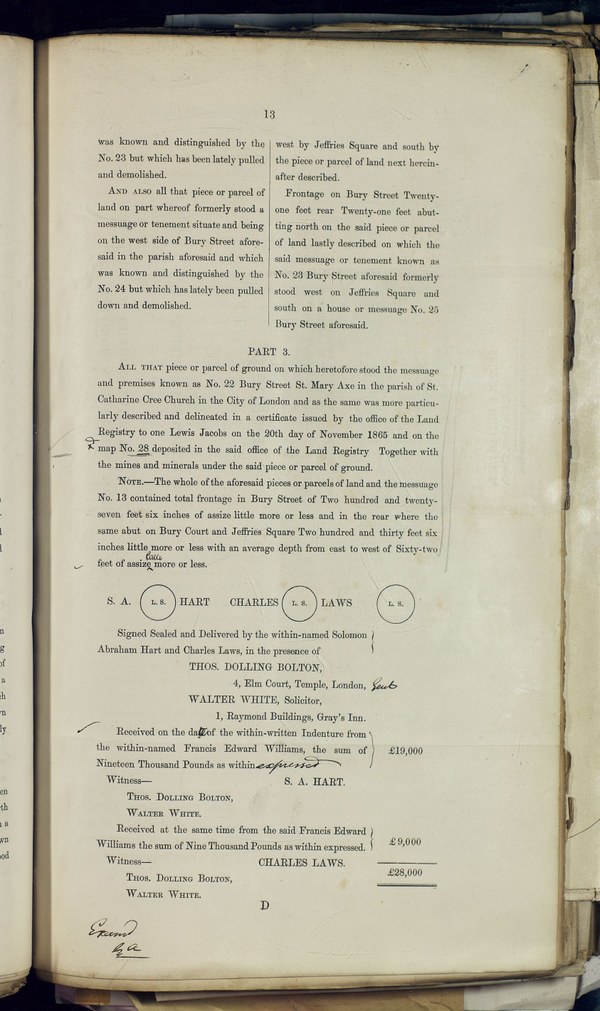 13
was known and distinguished by the
No. 23 but which has been lately pulled
and demolished.
AND ALSO all that piece or parcel of
land on part whereof formerly stood a
messuage or tenement situate and being
on the west side of Bury Street afore-
said in the parish aforesaid and which
was known and distinguished by the
No. 24 but which has lately been pulled
down and demolished.
west by Jeffries Square and south by
the piece or parcel of land next herein-
after described.
Frontage on Bury Street Twenty-
one feet rear Twenty-one feet abut-
ting north on the said piece or parcel
of land lastly described on which the
said messuage or tenement known as
No. 23 Bury Street aforesaid formerly
stood west on Jeffries Square and
south on a house or messuage No. 25
Bury Street aforesaid.
PART 3.
ALL THAT piece or parcel of ground on which heretofore stood the messuage
and premises known as No. 22 Bury Street St. Mary Axe in the parish of St.
Catharine Cree Church in the City of London and as the same was more particu-
larly described and delineated in a certificate issued by the office of the Land
Registry to one Lewis Jacobs on the 20th day of November 1865 and on the
map No. 28 deposited in the said office of the Land Registry Together with
the mines and minerals under the said piece or parcel of ground.
NOTE.—The whole of the aforesaid pieces or parcels of land and the messuage
No. 13 contained total frontage in Bury Street of Two hundred and twenty-
seven feet six inches of assize little more or less and in the rear where the
same abut on Bury Court and Jeffries Square Two hundred and thirty feet six
inches little more or less with an average depth from east to west of Sixty-two
little
feet of assize more or less.
S. A. L. S. HART CHARLES L. S. LAWS L. S.
Signed Sealed and Delivered by the within-named Solomon
Abraham Hart and Charles Laws, in the presence of
THOS. DOLLING BOLTON,
4, Elm Court, Temple, London, Gent
WALTER WHITE, Solicitor,
1, Raymond Buildings, Gray's Inn.
Received on the date of the within-written Indenture from
the within-named Francis Edward Williams, the sum of £19,000
Nineteen Thousand Pounds as within expressed
Witness— S. A. HART.
THOS. DOLLING BOLTON,
WALTER WHITE.
Received at the same time from the said Francis Edward
Williams the sum of Nine Thousand Pounds as within expressed. £9,000
Witness— CHARLES LAWS.
£28,000
THOS. DOLLING BOLTON,
WALTER WHITE.
D